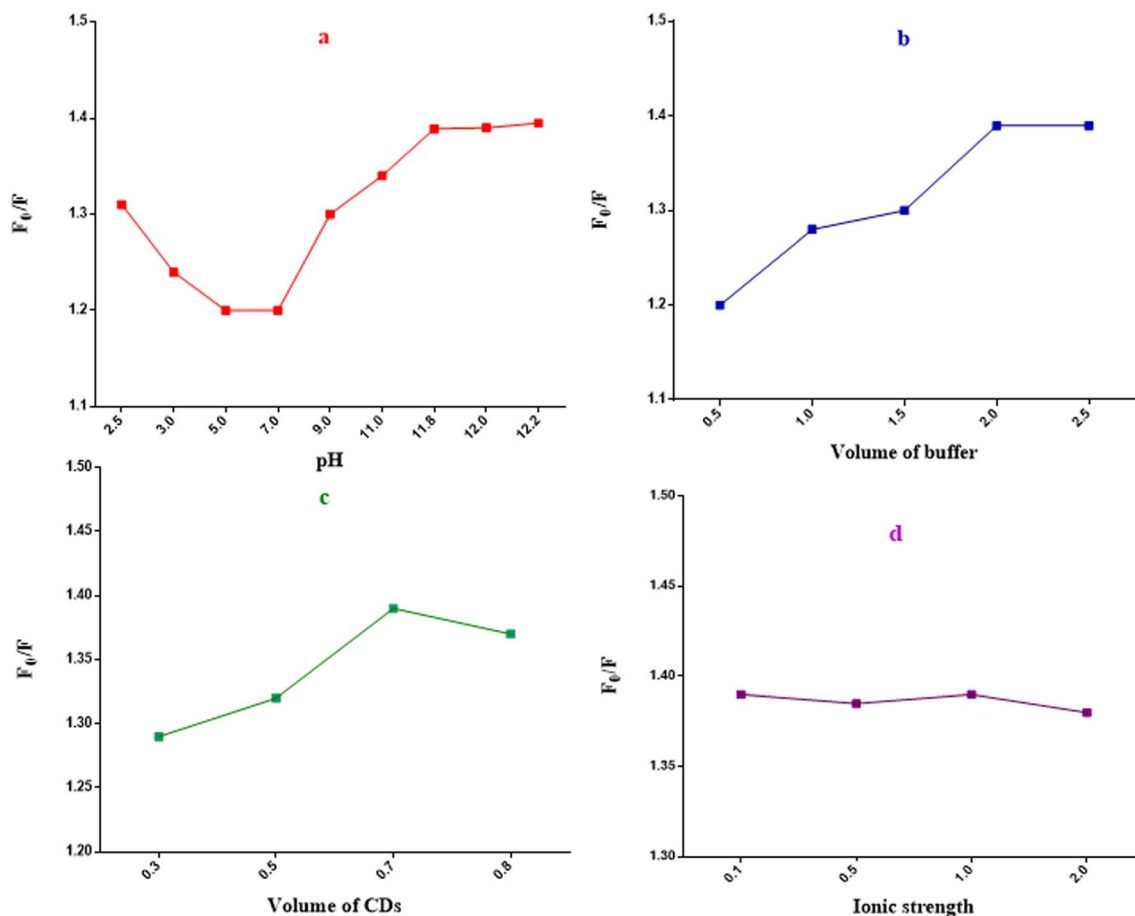 a
1.5
1.4
1.3
1.2
1.1
F₀/F
2.5 3.0 5.0 7.0 9.0 11.0 11.8 12.0 12.2
pH
b
1.5
1.4
1.3
1.2
1.1
F₀/F
0.5 1.0 1.5 2.0 2.5
Volume of buffer
c
1.50
1.45
1.40
1.35
1.30
1.25
1.20
F₀/F
0.3 0.5 0.7 0.8
Volume of CDs
d
1.50
1.45
1.40
1.35
1.30
F₀/F
0.1 0.5 1.0 2.0
Ionic strength